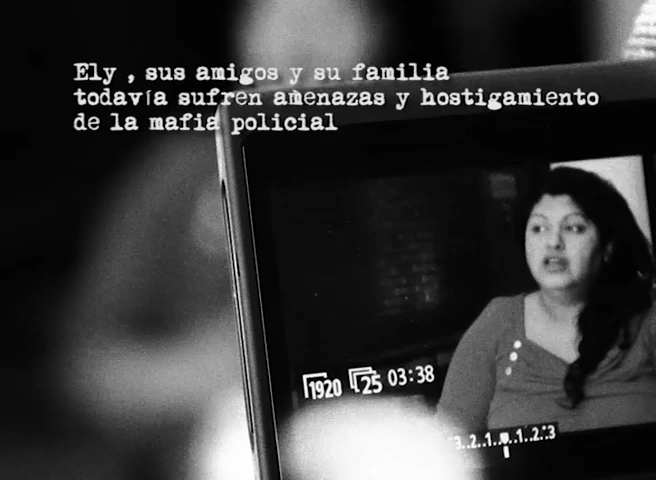 Ely , sus amigos y su familia
todavía sufren amenazas y hostigamiento
de la mafia policial
1920 25 03:38
3..2..1..0..1..2..3